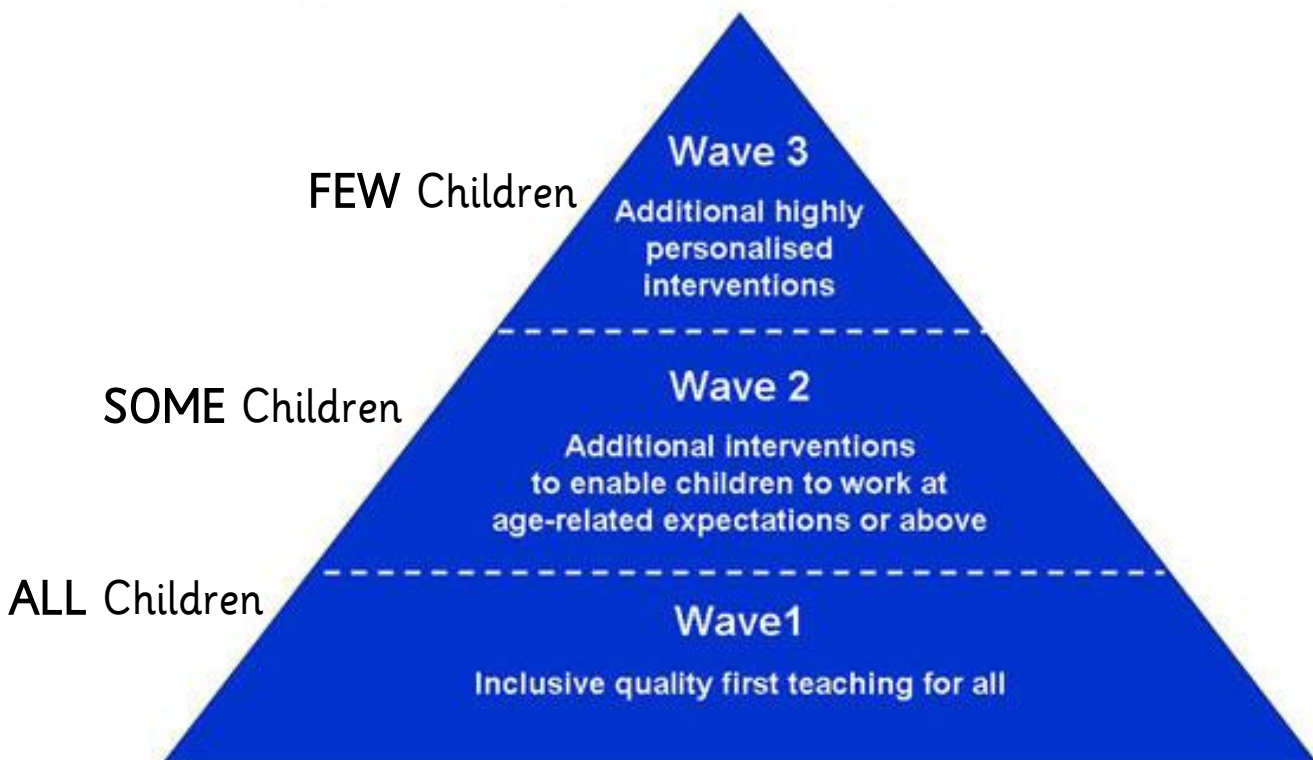 Wave 3
FEW Children
Additional highly
personalised
interventions
Wave 2
SOME Children
Additional interventions
to enable children to work at
age-related expectations or above
ALL Children
Wave1
Inclusive quality first teaching for all